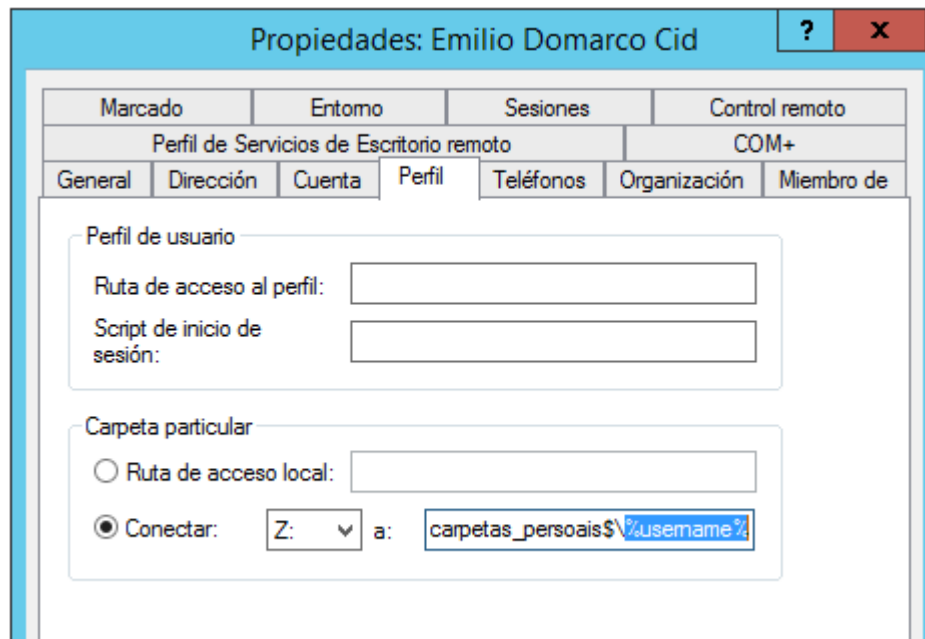 Propiedades: Emilio Domarco Cid
?
x
Marcado Entorno Sesiones Control remoto
Perfil de Servicios de Escritorio remoto COM+
General Dirección Cuenta Perfil Teléfonos Organización Miembro de
Perfil de usuario
Ruta de acceso al perfil:
Script de inicio de
sesión:
Carpeta particular
Ruta de acceso local:
Conectar: Z: a: carpetas_persoais$\%username%